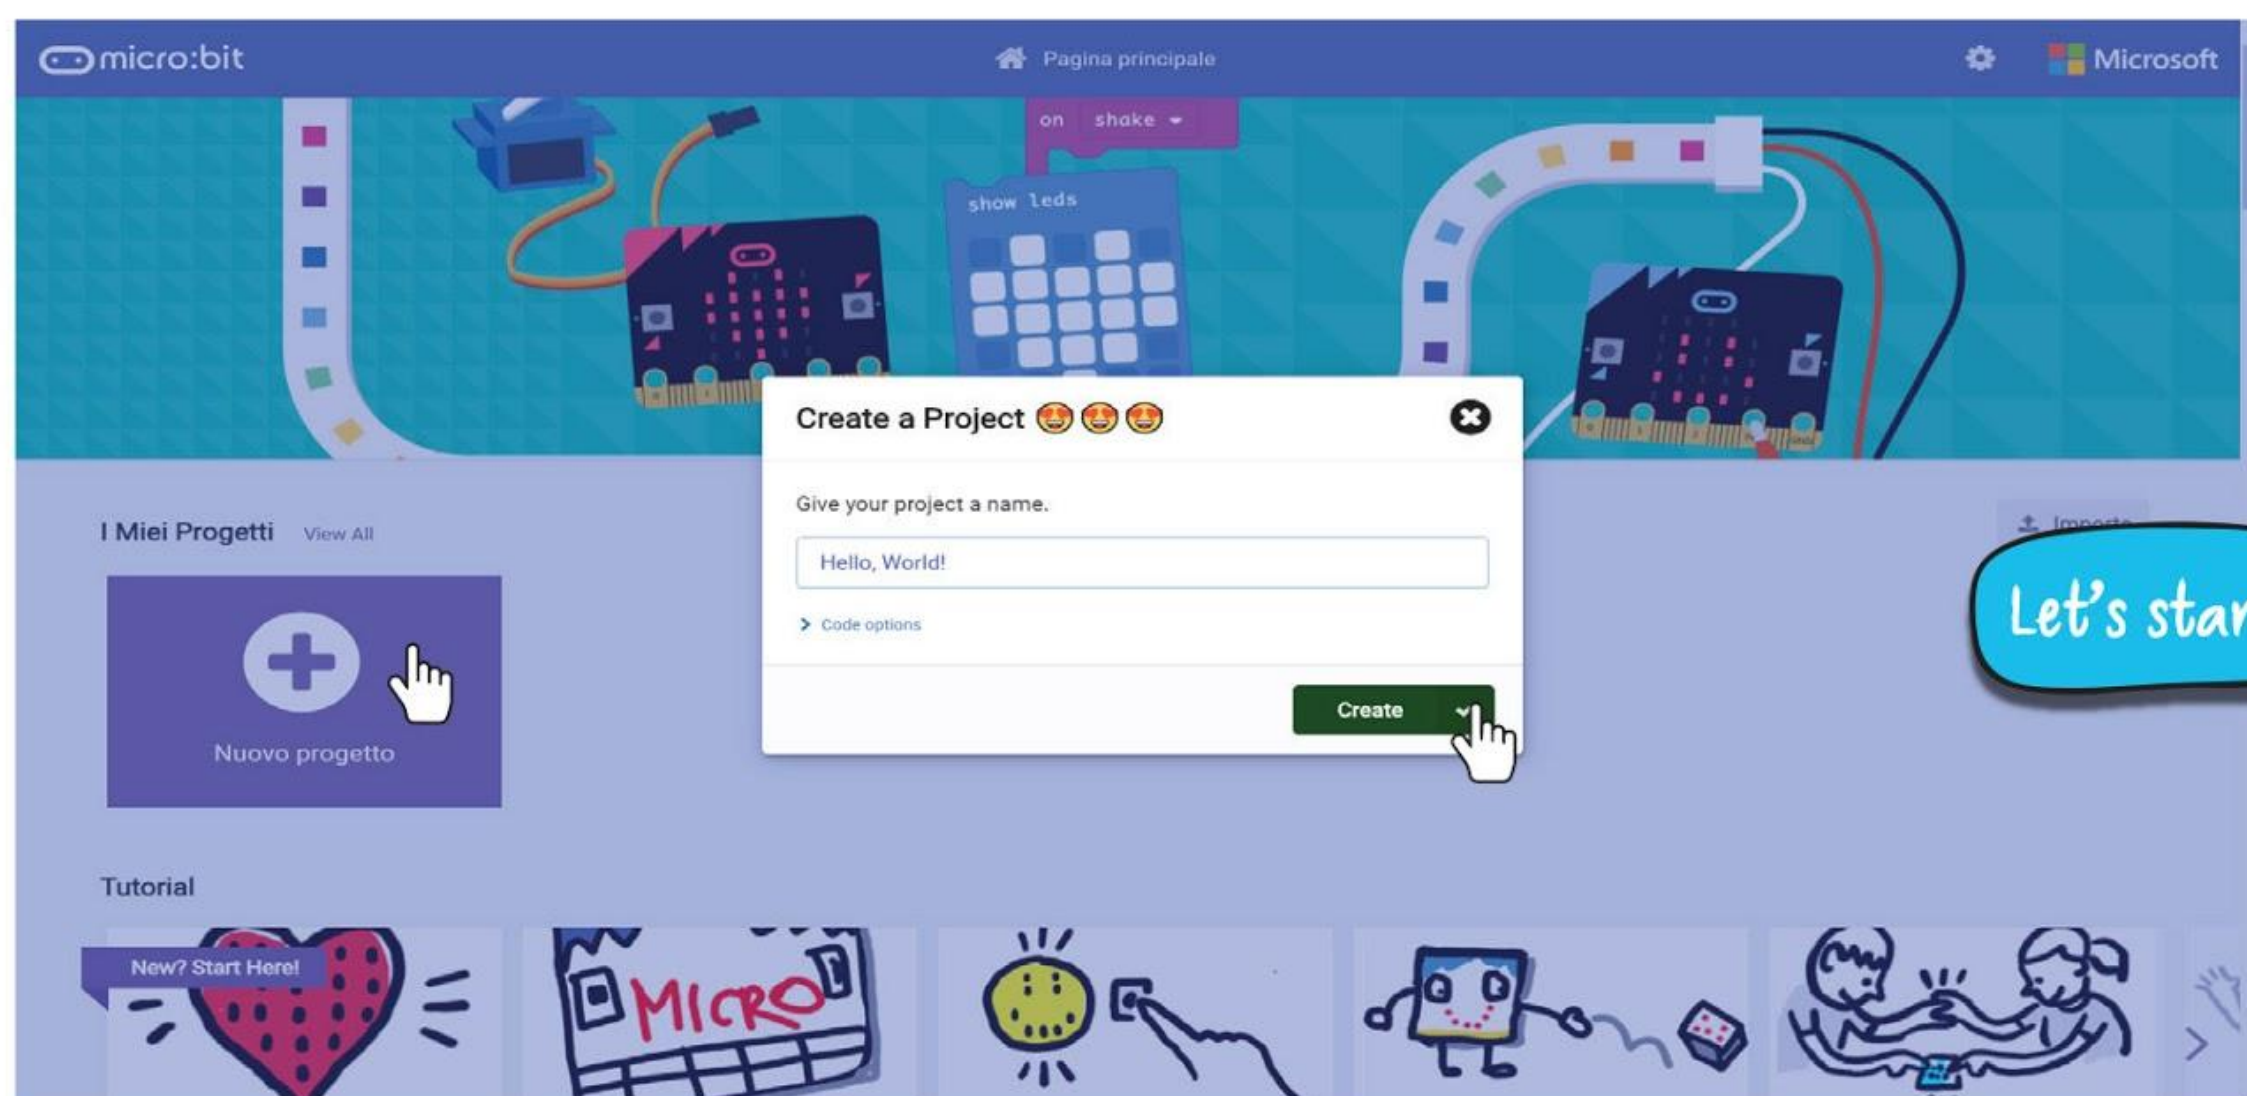 micro:bit
Pagina principale
Microsoft
on shake
show leds
Create a Project 🤩🤩🤩
Give your project a name.
Hello, World!
Code options
Create
I Miei Progetti View All
Importa
Let's star
Nuovo progetto
Tutorial
New? Start Here!
MICRO